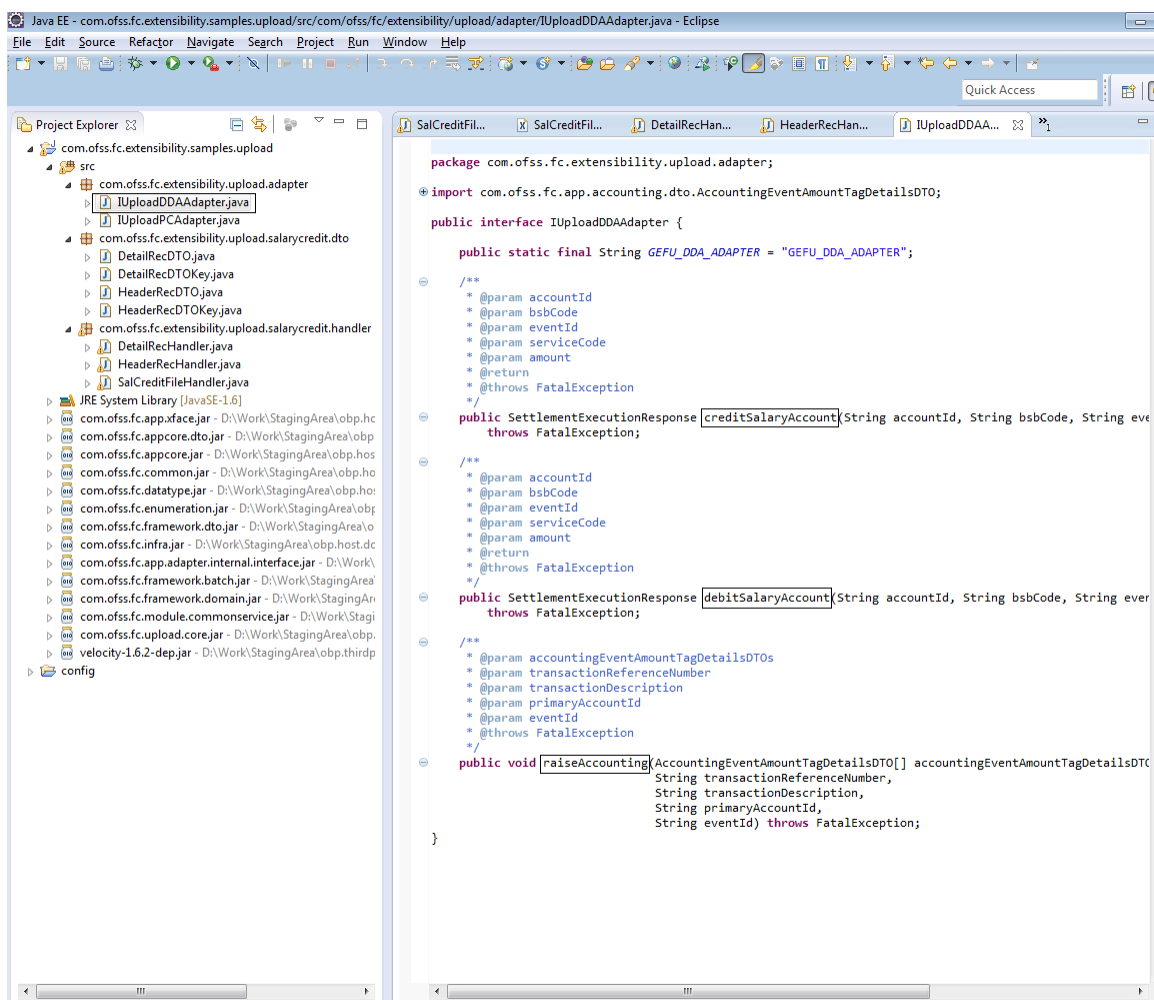 Java EE - com.ofss.fc.extensibility.samples.upload/src/com/ofss/fc/extensibility/upload/adapter/IUploadDDAAdapter.java - Eclipse
File Edit Source Refactor Navigate Search Project Run Window Help
Quick Access
Project Explorer
SalCreditFil... SalCreditFil... DetailRecHan... HeaderRecHan... IUploadDDAA... »1
com.ofss.fc.extensibility.samples.upload
src
com.ofss.fc.extensibility.upload.adapter
IUploadDDAAdapter.java
IUploadPCAdapter.java
com.ofss.fc.extensibility.upload.salarycredit.dto
DetailRecDTO.java
DetailRecDTOKey.java
HeaderRecDTO.java
HeaderRecDTOKey.java
com.ofss.fc.extensibility.upload.salarycredit.handler
DetailRecHandler.java
HeaderRecHandler.java
SalCreditFileHandler.java
JRE System Library [JavaSE-1.6]
com.ofss.fc.app.xface.jar - D:\Work\StagingArea\obp.hc
com.ofss.fc.appcore.dto.jar - D:\Work\StagingArea\obp
com.ofss.fc.appcore.jar - D:\Work\StagingArea\obp.hos
com.ofss.fc.common.jar - D:\Work\StagingArea\obp.ho
com.ofss.fc.datatype.jar - D:\Work\StagingArea\obp.ho:
com.ofss.fc.enumeration.jar - D:\Work\StagingArea\obp
com.ofss.fc.framework.dto.jar - D:\Work\StagingArea\o
com.ofss.fc.infra.jar - D:\Work\StagingArea\obp.host.dc
com.ofss.fc.app.adapter.internal.interface.jar - D:\Work\
com.ofss.fc.framework.batch.jar - D:\Work\StagingArea'
com.ofss.fc.framework.domain.jar - D:\Work\StagingAr
com.ofss.fc.module.commonservice.jar - D:\Work\Stagi
com.ofss.fc.upload.core.jar - D:\Work\StagingArea\obp.
velocity-1.6.2-dep.jar - D:\Work\StagingArea\obp.thirdp
config
package com.ofss.fc.extensibility.upload.adapter;
import com.ofss.fc.app.accounting.dto.AccountingEventAmountTagDetailsDTO;
public interface IUploadDDAAdapter {
public static final String GEFU_DDA_ADAPTER = "GEFU_DDA_ADAPTER";
/**
* @param accountId
* @param bsbCode
* @param eventId
* @param serviceCode
* @param amount
* @return
* @throws FatalException
*/
public SettlementExecutionResponse creditSalaryAccount(String accountId, String bsbCode, String eve
throws FatalException;
/**
* @param accountId
* @param bsbCode
* @param eventId
* @param serviceCode
* @param amount
* @return
* @throws FatalException
*/
public SettlementExecutionResponse debitSalaryAccount(String accountId, String bsbCode, String even
throws FatalException;
/**
* @param accountingEventAmountTagDetailsDTOs
* @param transactionReferenceNumber
* @param transactionDescription
* @param primaryAccountId
* @param eventId
* @throws FatalException
*/
public void raiseAccounting(AccountingEventAmountTagDetailsDTO[] accountingEventAmountTagDetailsDTO
String transactionReferenceNumber,
String transactionDescription,
String primaryAccountId,
String eventId) throws FatalException;
}